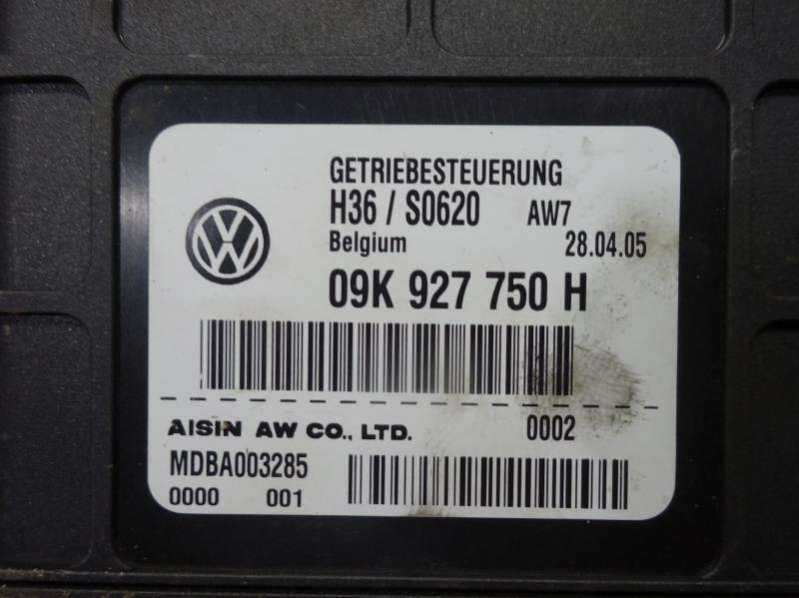 GETRIEBESTEUERUNG
H36 / S0620 AW7
Belgium 28.04.05
09K 927 750 H
AISIN AW CO., LTD. 0002
MDBA003285
0000 001